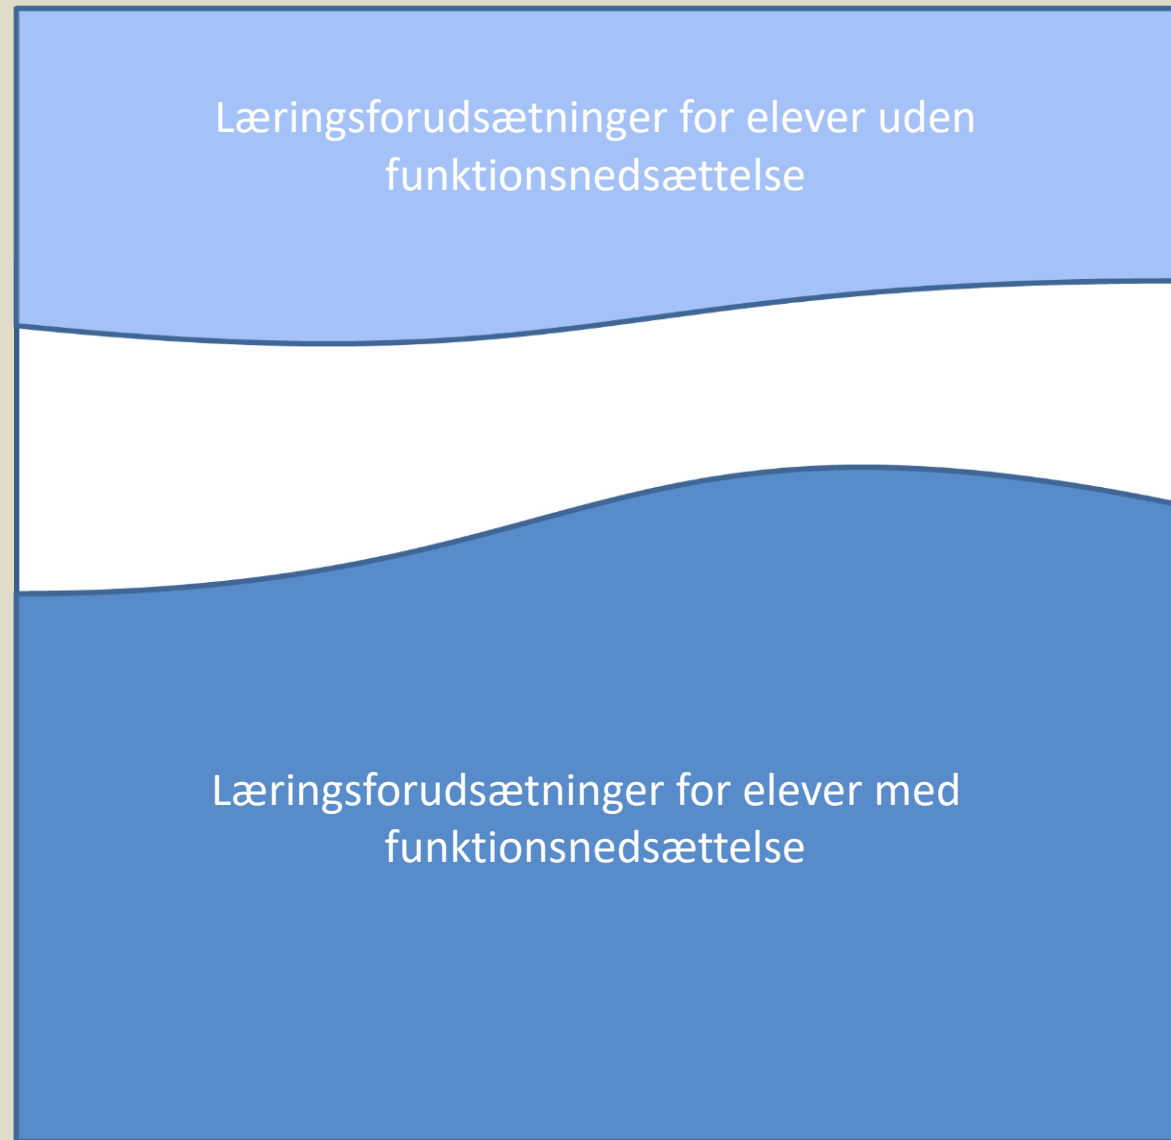 Læringsforudsætninger for elever uden
funktionsnedsættelse
Læringsforudsætninger for elever med
funktionsnedsættelse